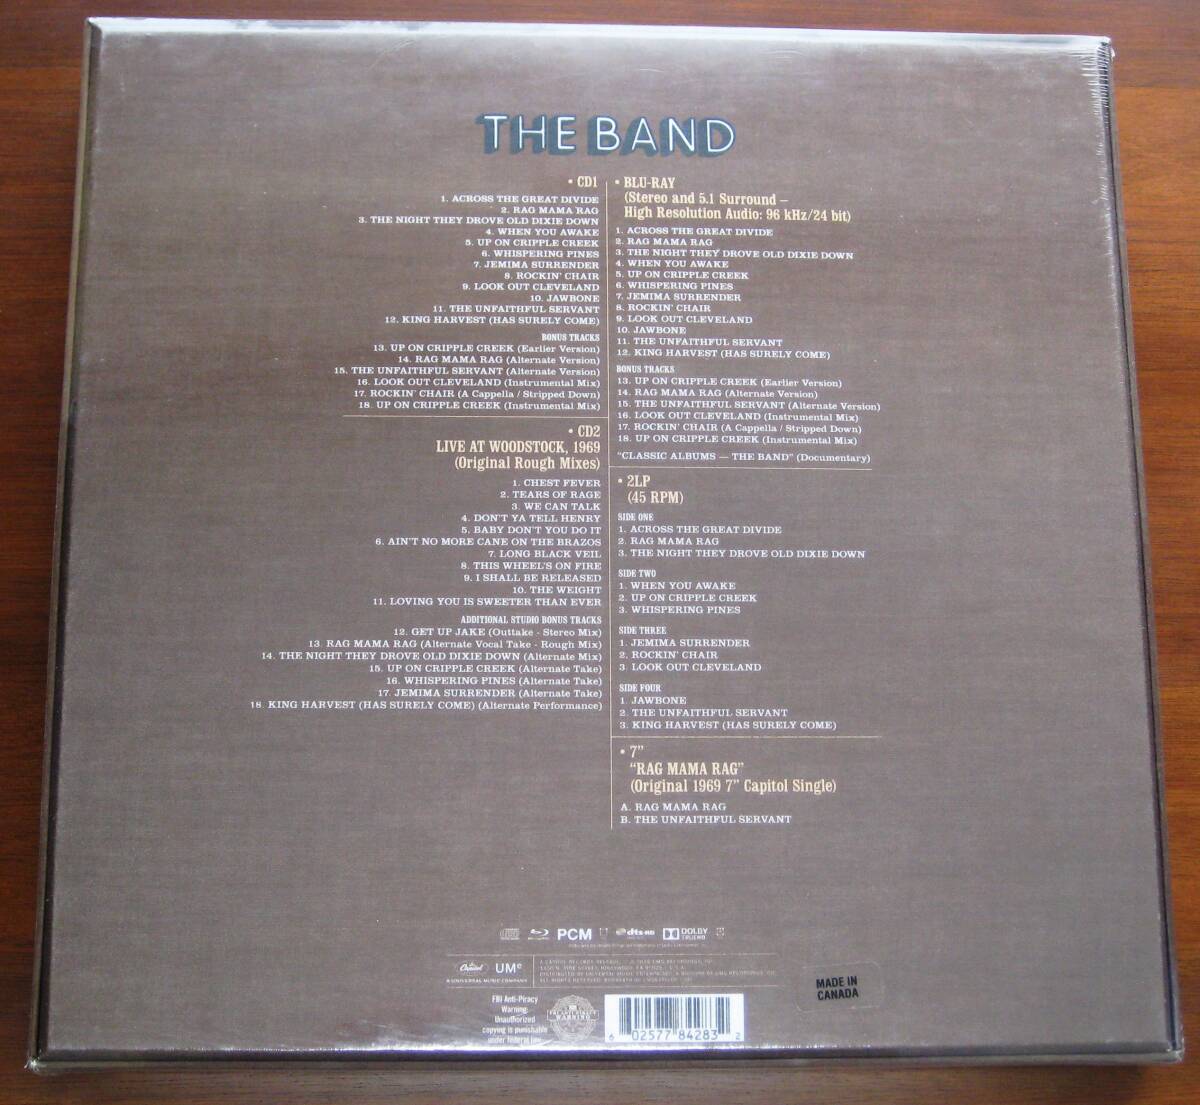 THE BAND
• CD1
1. ACROSS THE GREAT DIVIDE
2. RAG MAMA RAG
3. THE NIGHT THEY DROVE OLD DIXIE DOWN
4. WHEN YOU AWAKE
5. UP ON CRIPPLE CREEK
6. WHISPERING PINES
7. JEMIMA SURRENDER
8. ROCKIN' CHAIR
9. LOOK OUT CLEVELAND
10. JAWBONE
11. THE UNFAITHFUL SERVANT
12. KING HARVEST (HAS SURELY COME)
BONUS TRACKS
13. UP ON CRIPPLE CREEK (Earlier Version)
14. RAG MAMA RAG (Alternate Version)
15. THE UNFAITHFUL SERVANT (Alternate Version)
16. LOOK OUT CLEVELAND (Instrumental Mix)
17. ROCKIN' CHAIR (A Cappella / Stripped Down)
18. UP ON CRIPPLE CREEK (Instrumental Mix)
• CD2
LIVE AT WOODSTOCK, 1969
(Original Rough Mixes)
1. CHEST FEVER
2. TEARS OF RAGE
3. WE CAN TALK
4. DON'T YA TELL HENRY
5. BABY DON'T YOU DO IT
6. AIN'T NO MORE CANE ON THE BRAZOS
7. LONG BLACK VEIL
8. THIS WHEEL'S ON FIRE
9. I SHALL BE RELEASED
10. THE WEIGHT
11. LOVING YOU IS SWEETER THAN EVER
ADDITIONAL STUDIO BONUS TRACKS
12. GET UP JAKE (Outtake - Stereo Mix)
13. RAG MAMA RAG (Alternate Vocal Take - Rough Mix)
14. THE NIGHT THEY DROVE OLD DIXIE DOWN (Alternate Mix)
15. UP ON CRIPPLE CREEK (Alternate Take)
16. WHISPERING PINES (Alternate Take)
17. JEMIMA SURRENDER (Alternate Take)
18. KING HARVEST (HAS SURELY COME) (Alternate Performance)
• BLU-RAY
(Stereo and 5.1 Surround –
High Resolution Audio: 96 kHz/24 bit)
1. ACROSS THE GREAT DIVIDE
2. RAG MAMA RAG
3. THE NIGHT THEY DROVE OLD DIXIE DOWN
4. WHEN YOU AWAKE
5. UP ON CRIPPLE CREEK
6. WHISPERING PINES
7. JEMIMA SURRENDER
8. ROCKIN' CHAIR
9. LOOK OUT CLEVELAND
10. JAWBONE
11. THE UNFAITHFUL SERVANT
12. KING HARVEST (HAS SURELY COME)
BONUS TRACKS
13. UP ON CRIPPLE CREEK (Earlier Version)
14. RAG MAMA RAG (Alternate Version)
15. THE UNFAITHFUL SERVANT (Alternate Version)
16. LOOK OUT CLEVELAND (Instrumental Mix)
17. ROCKIN' CHAIR (A Cappella / Stripped Down)
18. UP ON CRIPPLE CREEK (Instrumental Mix)
"CLASSIC ALBUMS — THE BAND" (Documentary)
• 2LP
(45 RPM)
SIDE ONE
1. ACROSS THE GREAT DIVIDE
2. RAG MAMA RAG
3. THE NIGHT THEY DROVE OLD DIXIE DOWN
SIDE TWO
1. WHEN YOU AWAKE
2. UP ON CRIPPLE CREEK
3. WHISPERING PINES
SIDE THREE
1. JEMIMA SURRENDER
2. ROCKIN' CHAIR
3. LOOK OUT CLEVELAND
SIDE FOUR
1. JAWBONE
2. THE UNFAITHFUL SERVANT
3. KING HARVEST (HAS SURELY COME)
• 7"
"RAG MAMA RAG"
(Original 1969 7" Capitol Single)
A. RAG MAMA RAG
B. THE UNFAITHFUL SERVANT
PCM dts-HD DOLBY
TRUEHD
Capitol UMe
A UNIVERSAL MUSIC COMPANY
MADE IN
CANADA
FBI Anti-Piracy
Warning:
Unauthorized
copying is punishable
under federal law.
FBI ANTI-PIRACY
WARNING
6 02577 84283 2